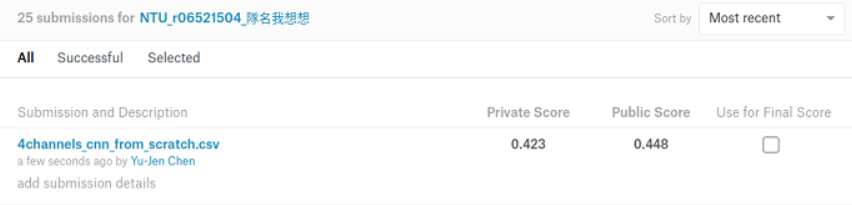 25 submissions for NTU_r06521504_隊名我想想 Sort by Most recent
All Successful Selected
Submission and Description Private Score Public Score Use for Final Score
4channels_cnn_from_scratch.csv 0.423 0.448
a few seconds ago by Yu-Jen Chen
add submission details